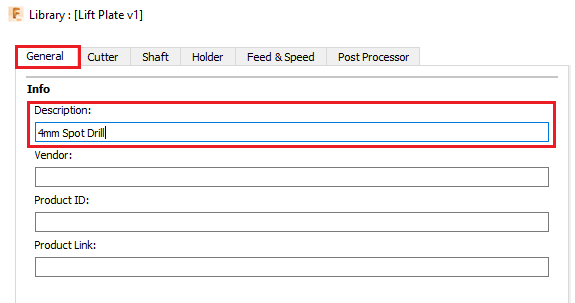 Library : [Lift Plate v1]
General Cutter Shaft Holder Feed & Speed Post Processor
Info
Description:
4mm Spot Drill
Vendor:
Product ID:
Product Link: